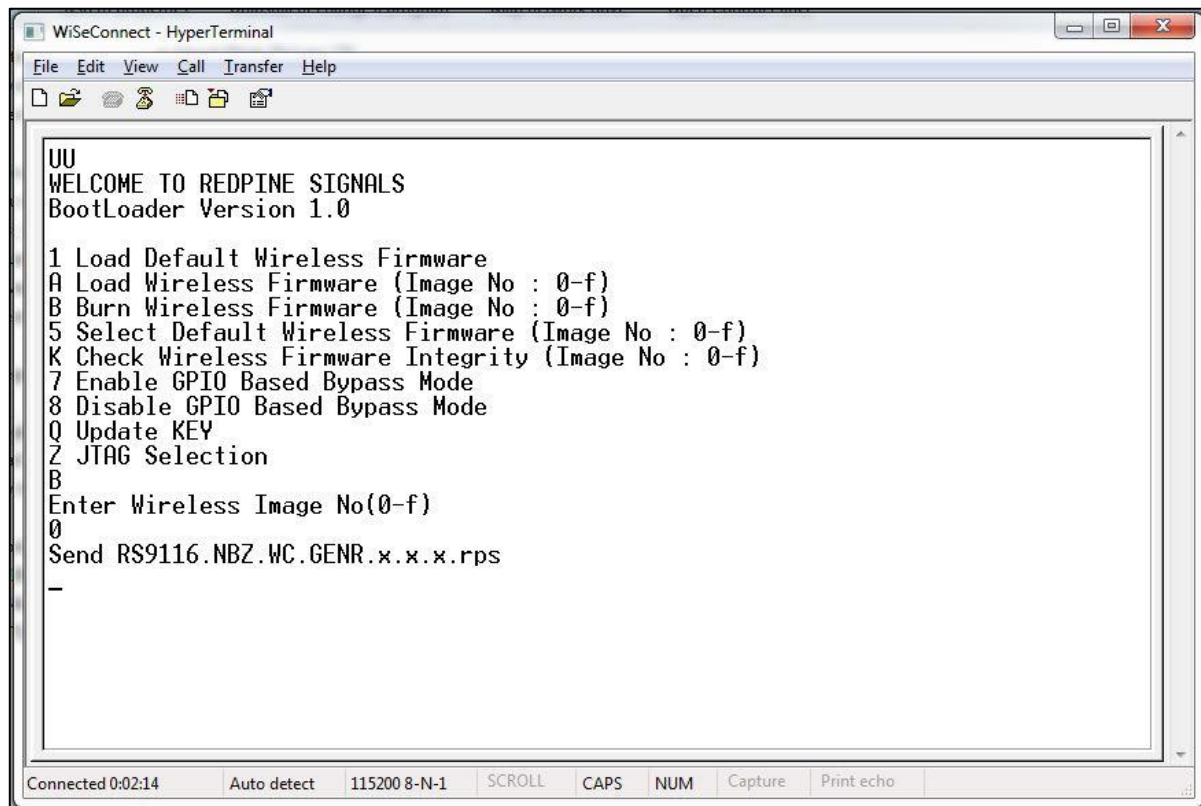 WiSeConnect - HyperTerminal
File Edit View Call Transfer Help
UU
WELCOME TO REDPINE SIGNALS
BootLoader Version 1.0
1 Load Default Wireless Firmware
A Load Wireless Firmware (Image No : 0-f)
B Burn Wireless Firmware (Image No : 0-f)
5 Select Default Wireless Firmware (Image No : 0-f)
K Check Wireless Firmware Integrity (Image No : 0-f)
7 Enable GPIO Based Bypass Mode
8 Disable GPIO Based Bypass Mode
Q Update KEY
Z JTAG Selection
B
Enter Wireless Image No(0-f)
0
Send RS9116.NBZ.WC.GENR.x.x.x.rps
_
Connected 0:02:14 Auto detect 115200 8-N-1 SCROLL CAPS NUM Capture Print echo